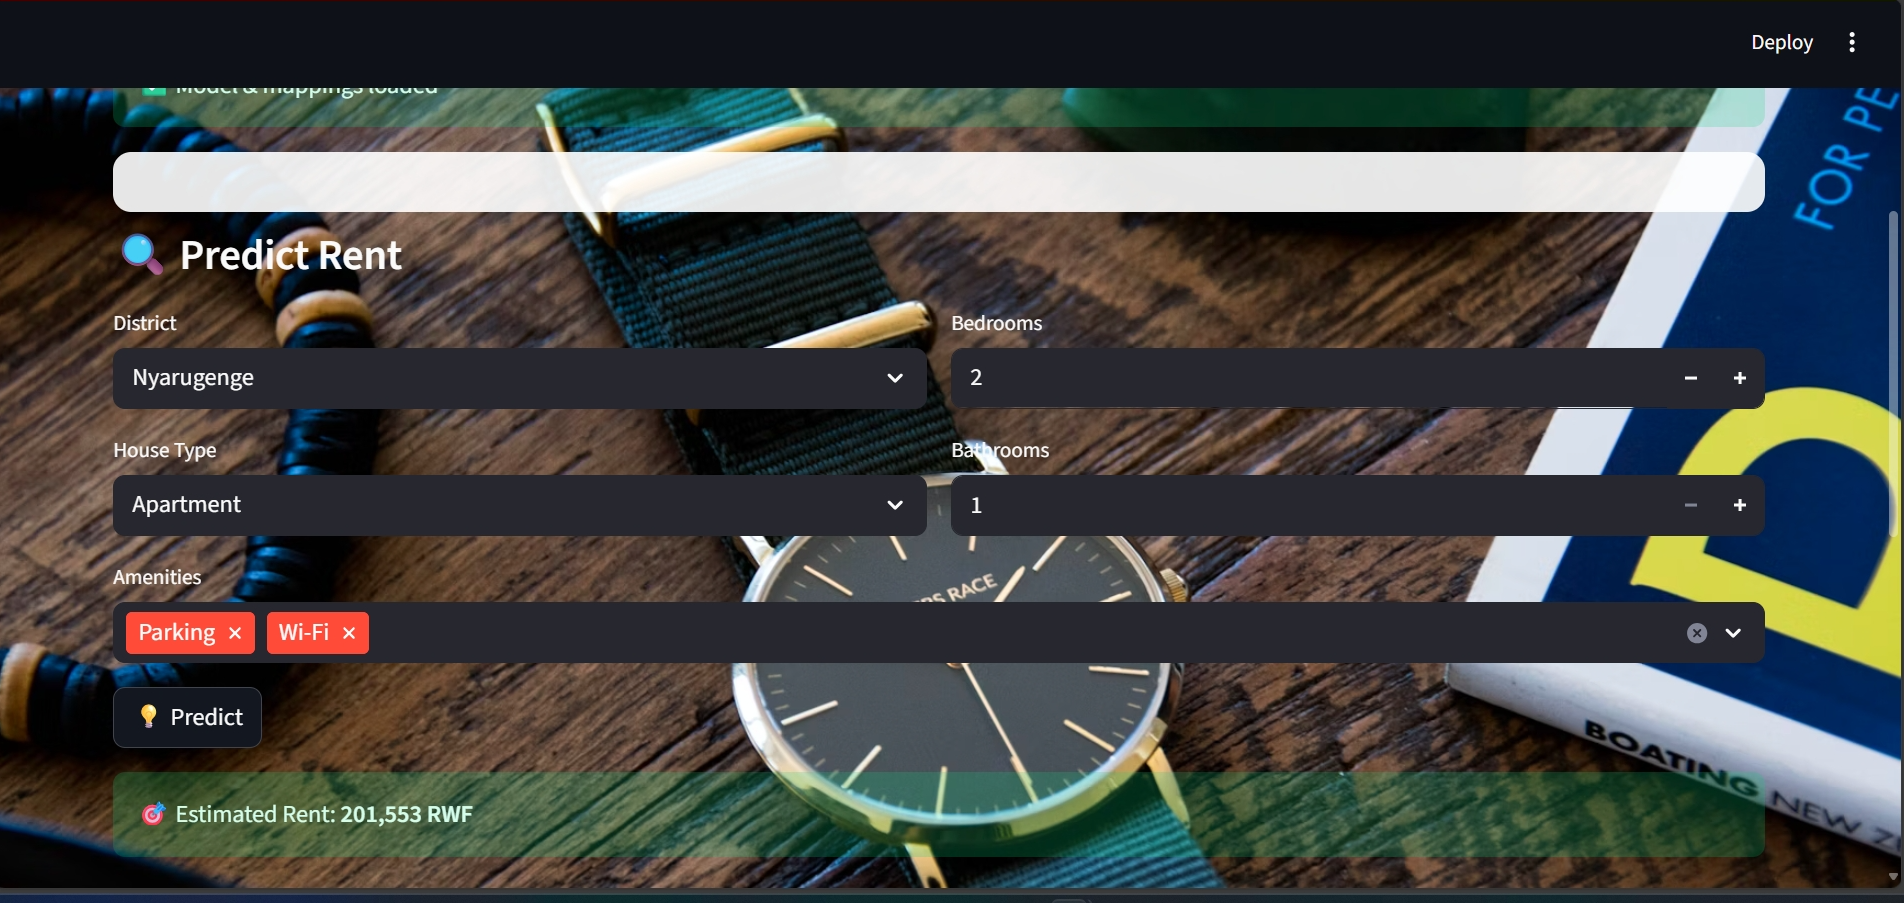 Deploy
Model & mappings loaded
FOR PE
Predict Rent
District
Bedrooms
Nyarugenge
2
House Type
Bathrooms
Apartment
1
RACE
Amenities
Parking
Wi-Fi
Predict
BOATING NEW Z
Estimated Rent: 201,553 RWF